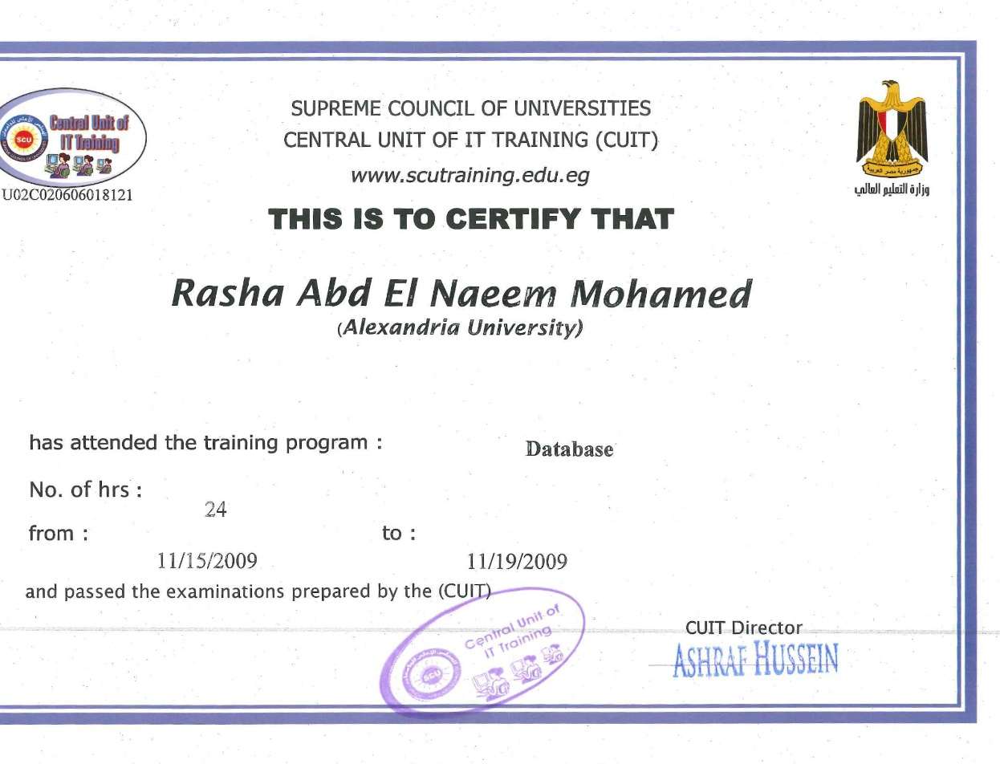 Central Unit of
IT Training
SCU
U02C020606018121
SUPREME COUNCIL OF UNIVERSITIES
CENTRAL UNIT OF IT TRAINING (CUIT)
www.scutraining.edu.eg
جمهورية مصر العربية
وزارة التعليم العالي
THIS IS TO CERTIFY THAT
Rasha Abd El Naeem Mohamed
(Alexandria University)
has attended the training program :
Database
No. of hrs :
24
from :
to :
11/15/2009
11/19/2009
and passed the examinations prepared by the (CUIT)
Central Unit of
IT Training
SCU
CUIT Director
ASHRAF HUSSEIN